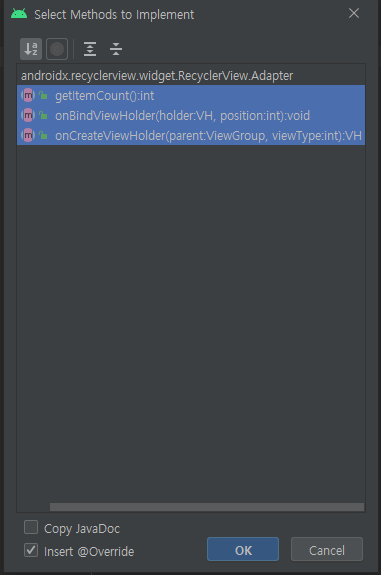 Select Methods to Implement
androidx.recyclerview.widget.RecyclerView.Adapter
getItemCount():int
onBindViewHolder(holder:VH, position:int):void
onCreateViewHolder(parent:ViewGroup, viewType:int):VH
Copy JavaDoc
Insert @Override
OK
Cancel